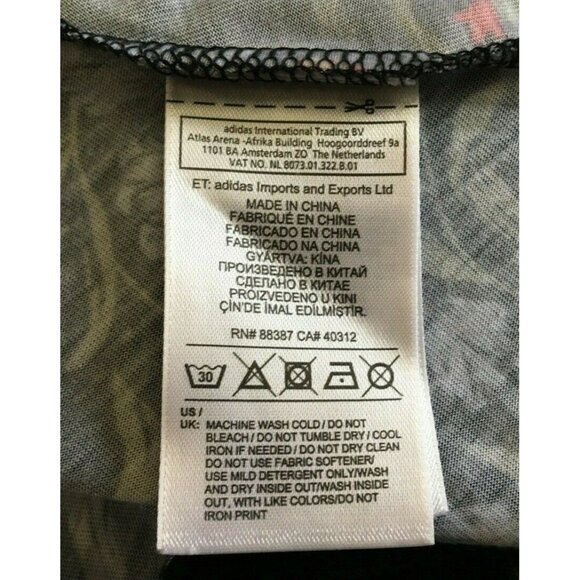 adidas International Trading BV
Atlas Arena -Afrika Building Hoogoorddreef 9a
1101 BA Amsterdam ZO The Netherlands
VAT NO. NL 8073.01.322.B.01
ET: adidas Imports and Exports Ltd
MADE IN CHINA
FABRIQUÉ EN CHINE
FABRICADO EN CHINA
FABRICADO NA CHINA
GYÁRTVA: KÍNA
ПРОИЗВЕДЕНО В КИТАЙ
СДЕЛАНО В КИТАЕ
PROIZVEDENO U KINI
ÇİN'DE İMAL EDİLMİŞTİR.
RN# 88387 CA# 40312
30
US /
UK: MACHINE WASH COLD / DO NOT
BLEACH / DO NOT TUMBLE DRY / COOL
IRON IF NEEDED / DO NOT DRY CLEAN
DO NOT USE FABRIC SOFTENER/
USE MILD DETERGENT ONLY/WASH
AND DRY INSIDE OUT/WASH INSIDE
OUT, WITH LIKE COLORS/DO NOT
IRON PRINT